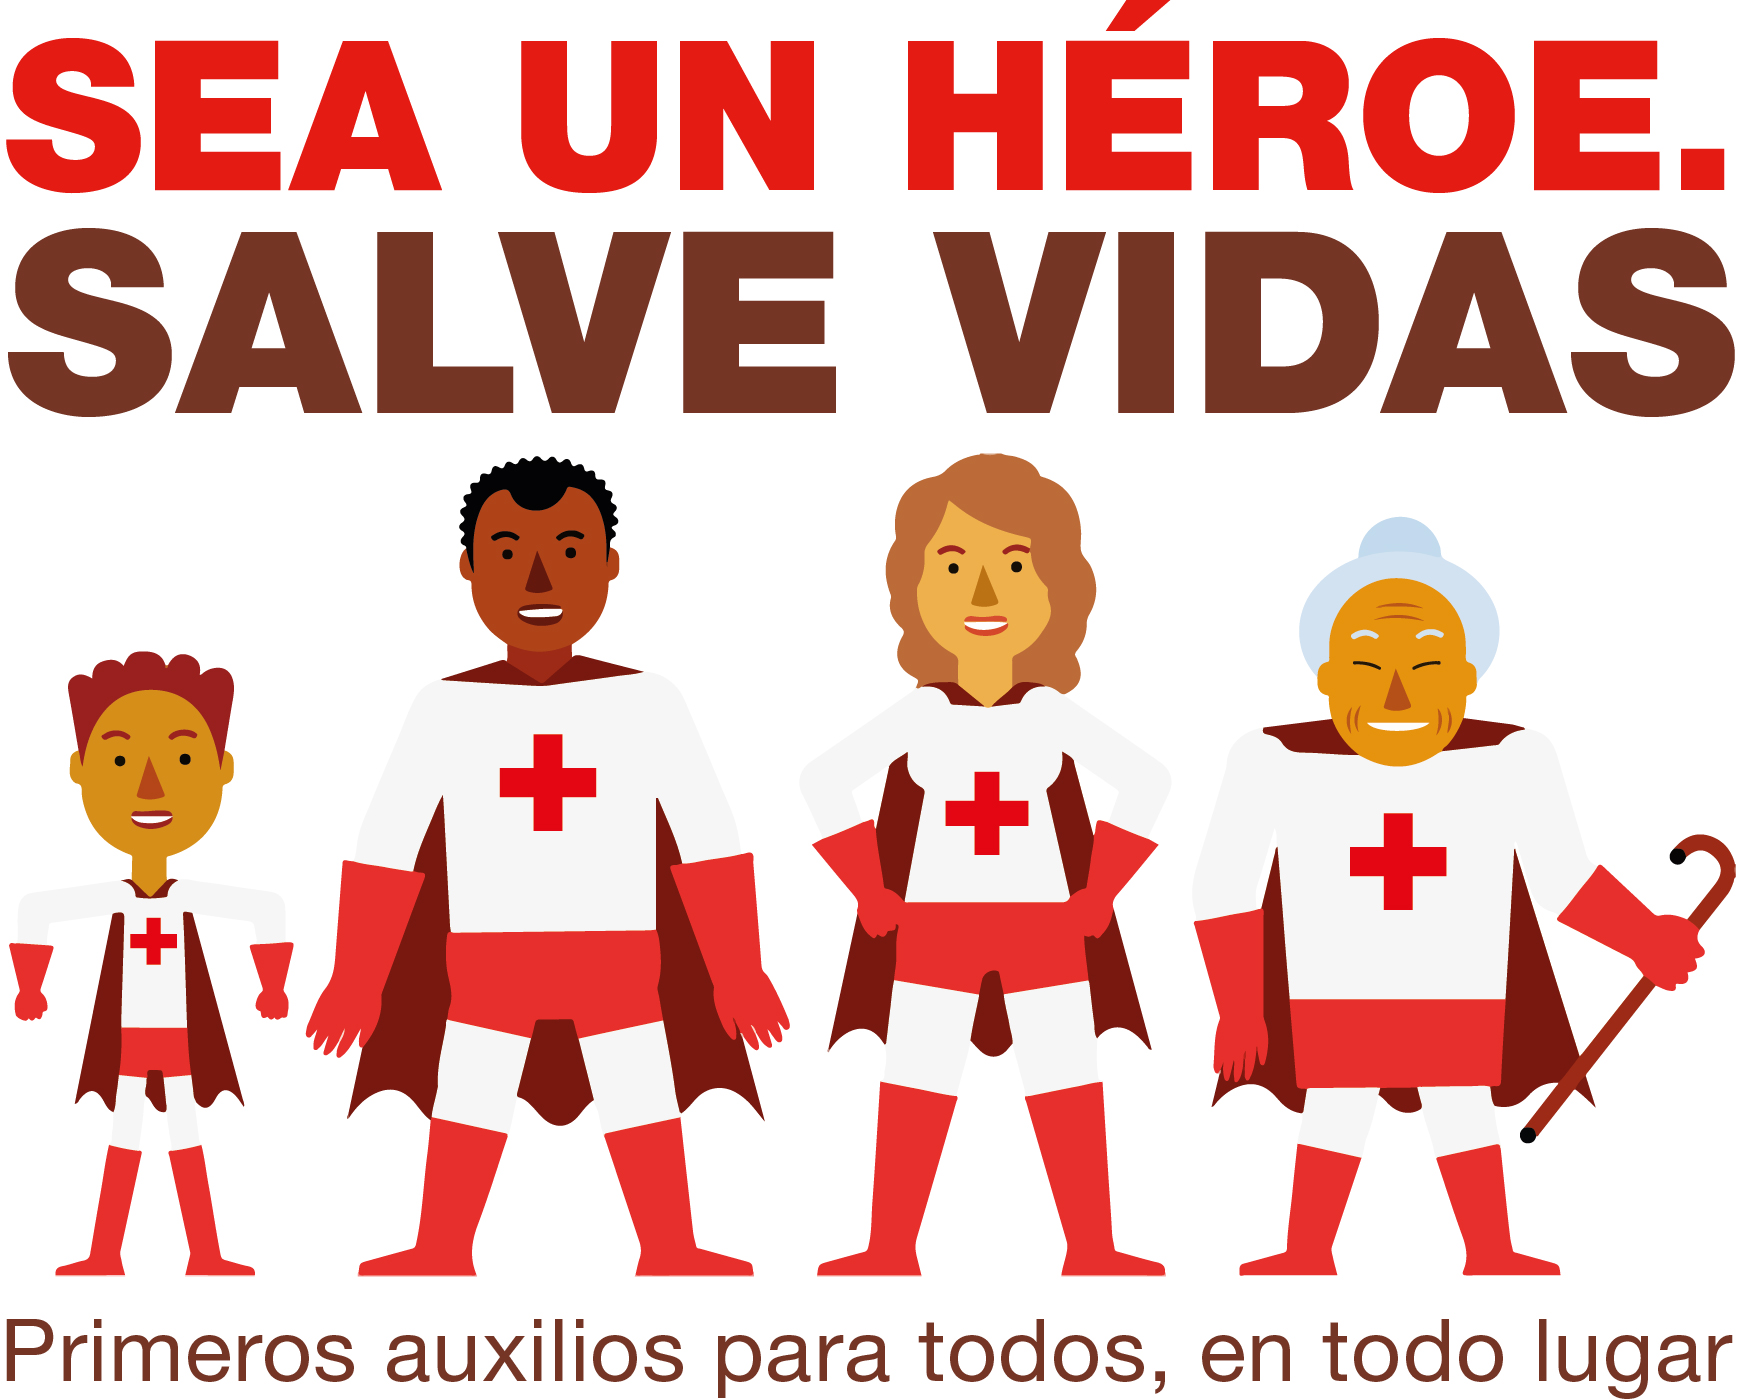 SEA UN HÉROE.
SALVE VIDAS
Primeros auxilios para todos, en todo lugar